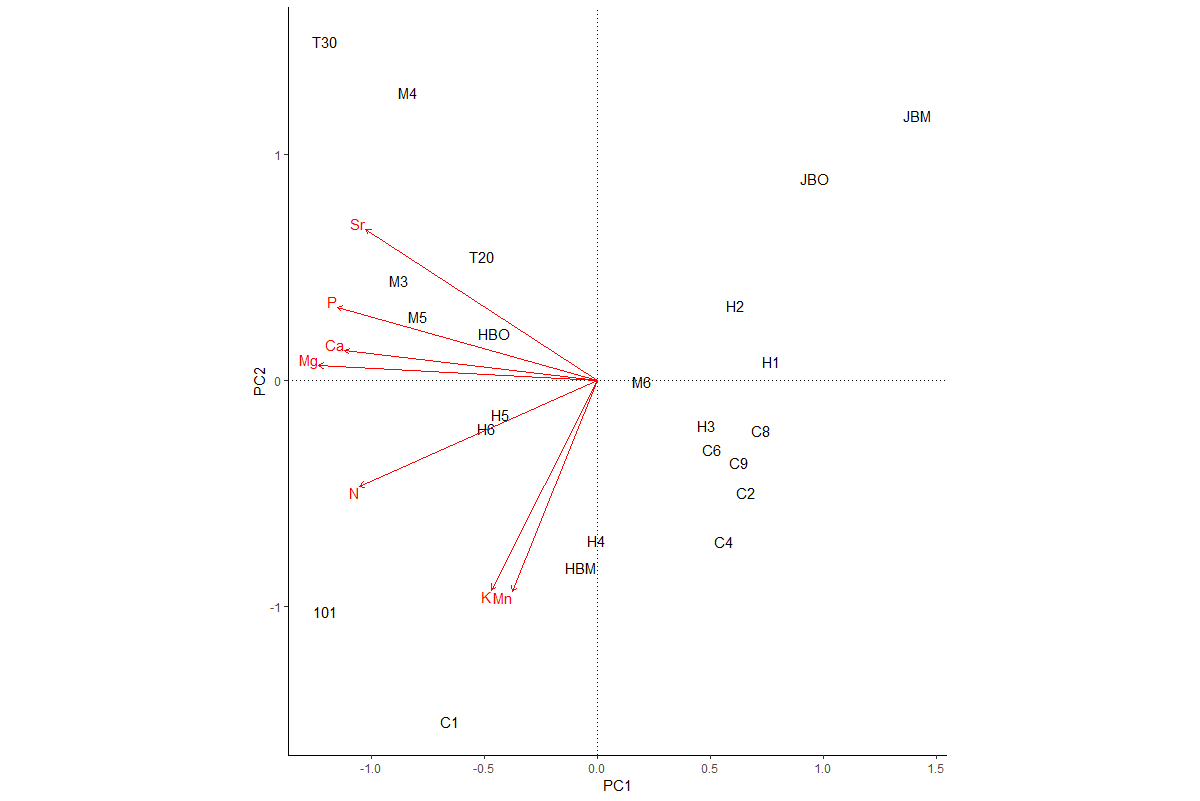 T30
M4
JBM
1
JBO
Sr
T20
M3
P
H2
M5
HBO
Ca
Mg
H1
0
M6
PC2
H5
H3
H6
C8
C6
C9
N
C2
H4
C4
HBM
K
Mn
-1
101
C1
-1.0 -0.5 0.0 0.5 1.0 1.5
PC1